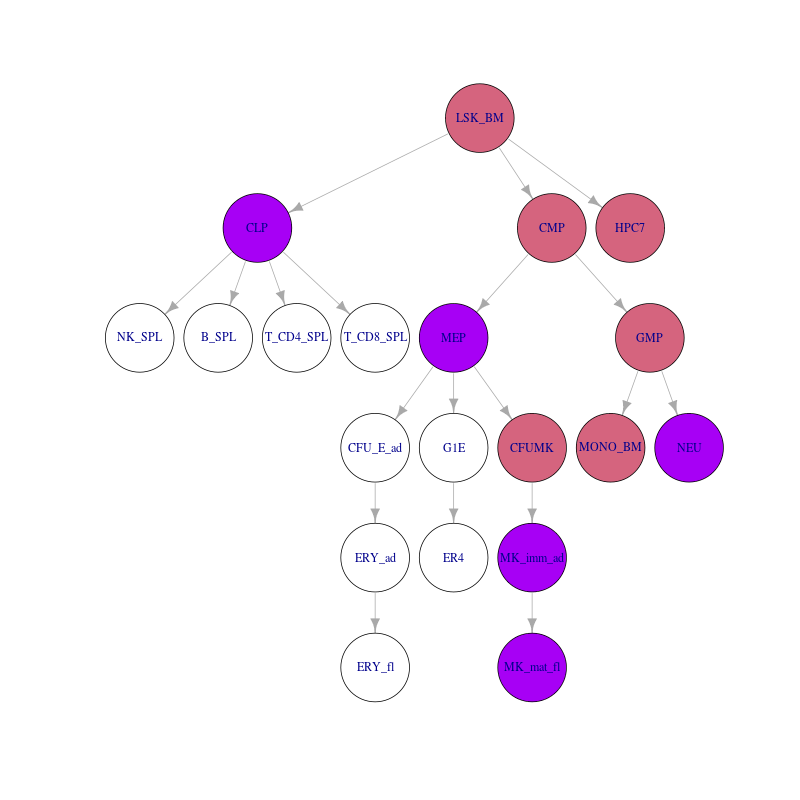 LSK_BM
CLP
CMP
HPC7
NK_SPL
B_SPL
T_CD4_SPL
T_CD8_SPL
MEP
GMP
CFU_E_ad
G1E
CFUMK
MONO_BM
NEU
ERY_ad
ER4
MK_imm_ad
ERY_fl
MK_mat_fl